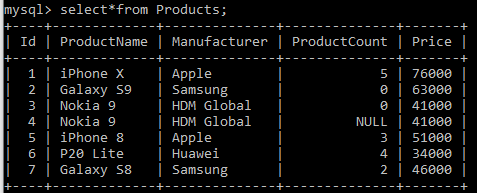 mysql> select*from Products;
+----+-------------+--------------+--------------+-------+
| Id | ProductName | Manufacturer | ProductCount | Price |
+----+-------------+--------------+--------------+-------+
|  1 | iPhone X    | Apple        |            5 | 76000 |
|  2 | Galaxy S9   | Samsung      |            0 | 63000 |
|  3 | Nokia 9     | HDM Global   |            0 | 41000 |
|  4 | Nokia 9     | HDM Global   |         NULL | 41000 |
|  5 | iPhone 8    | Apple        |            3 | 51000 |
|  6 | P20 Lite    | Huawei       |            4 | 34000 |
|  7 | Galaxy S8   | Samsung      |            2 | 46000 |
+----+-------------+--------------+--------------+-------+